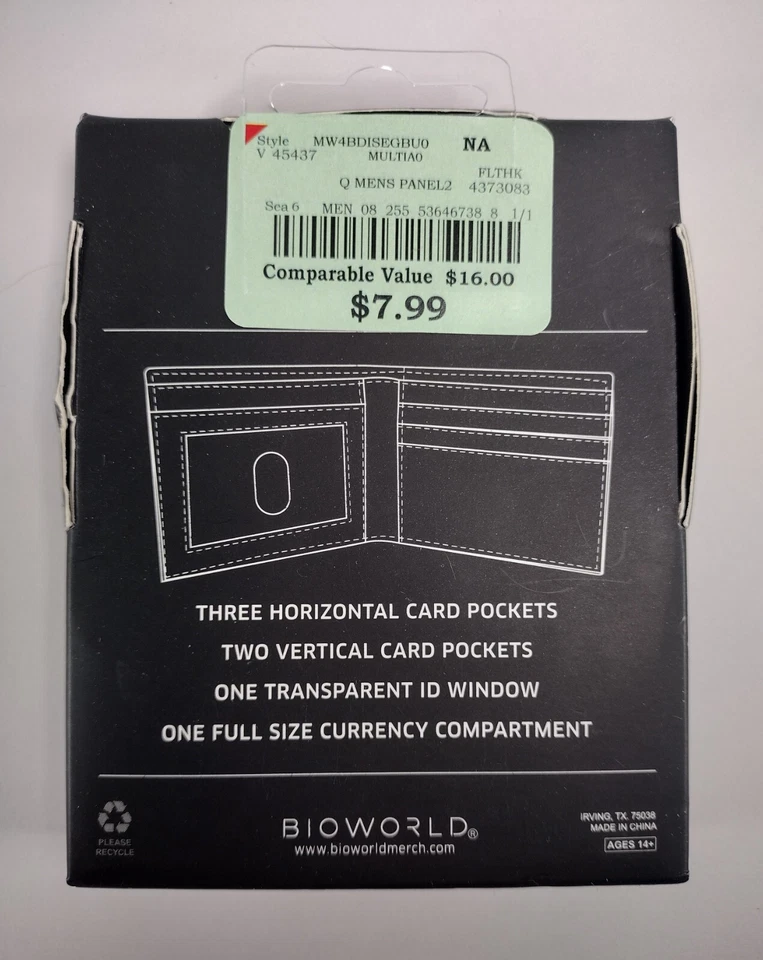 Style MW4BDISEGBU0 NA
V 45437 MULTIA0
FLTHK
Q MENS PANEL2 4373083
Sea 6 MEN 08 255 53646738 8 1/1
Comparable Value $16.00
$7.99
THREE HORIZONTAL CARD POCKETS
TWO VERTICAL CARD POCKETS
ONE TRANSPARENT ID WINDOW
ONE FULL SIZE CURRENCY COMPARTMENT
PLEASE
RECYCLE
BIOWORLD®
www.bioworldmerch.com
IRVING, TX. 75038
MADE IN CHINA
AGES 14+